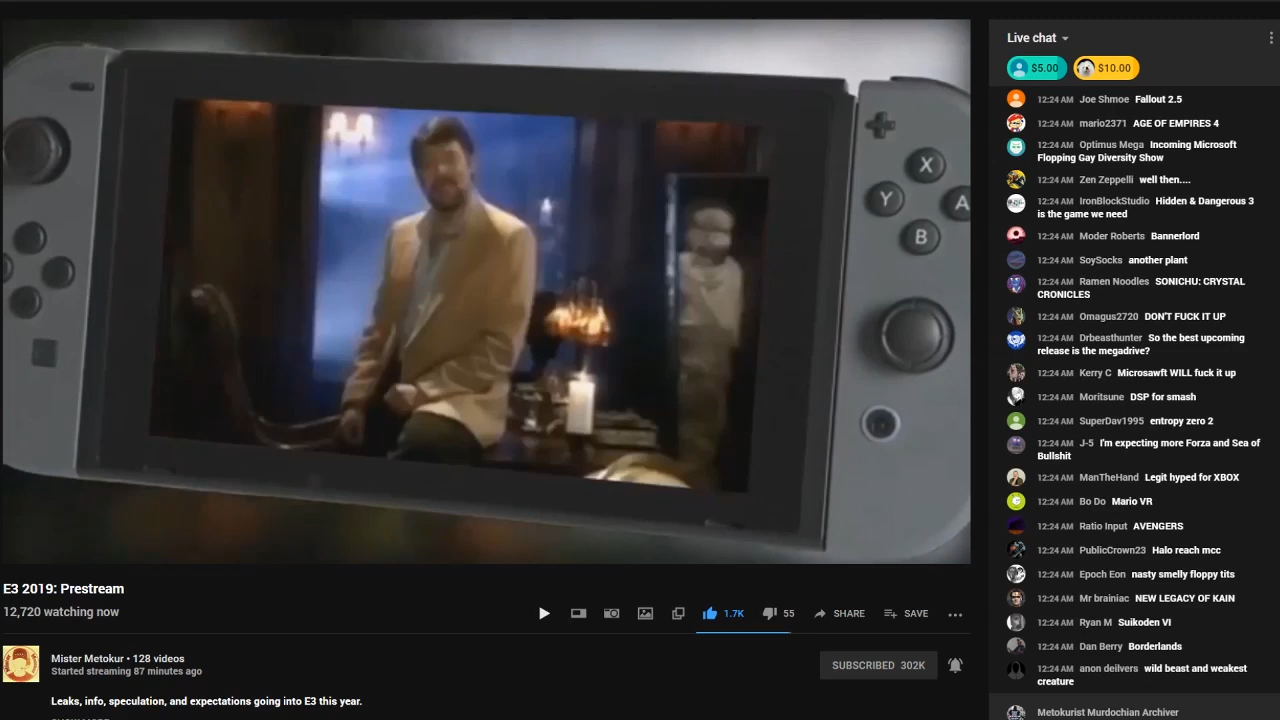 Live chat
$5.00 $10.00
12:24 AM Joe Shmoe Fallout 2.5
12:24 AM mario2371 AGE OF EMPIRES 4
12:24 AM Optimus Mega Incoming Microsoft
Flopping Gay Diversity Show
12:24 AM Zen Zeppelli well then....
12:24 AM IronBlockStudio Hidden & Dangerous 3
is the game we need
12:24 AM Moder Roberts Bannerlord
12:24 AM SoySocks another plant
12:24 AM Ramen Noodles SONICHU: CRYSTAL
CRONICLES
12:24 AM Omagus2720 DON'T FUCK IT UP
12:24 AM Drbeasthunter So the best upcoming
release is the megadrive?
12:24 AM Kerry C Microsawft WILL fuck it up
12:24 AM Moritsune DSP for smash
12:24 AM SuperDav1995 entropy zero 2
12:24 AM J-5 I'm expecting more Forza and Sea of
Bullshit
12:24 AM ManTheHand Legit hyped for XBOX
12:24 AM Bo Do Mario VR
12:24 AM Ratio Input AVENGERS
12:24 AM PublicCrown23 Halo reach mcc
12:24 AM Epoch Eon nasty smelly floppy tits
12:24 AM Mr brainiac NEW LEGACY OF KAIN
12:24 AM Ryan M Suikoden VI
12:24 AM Dan Berry Borderlands
12:24 AM anon deilvers wild beast and weakest
creature
Metokurist Murdochian Archiver
X
Y
A
B
E3 2019: Prestream
12,720 watching now
1.7K 55 SHARE SAVE
Mister Metokur • 128 videos
Started streaming 87 minutes ago
SUBSCRIBED 302K
Leaks, info, speculation, and expectations going into E3 this year.